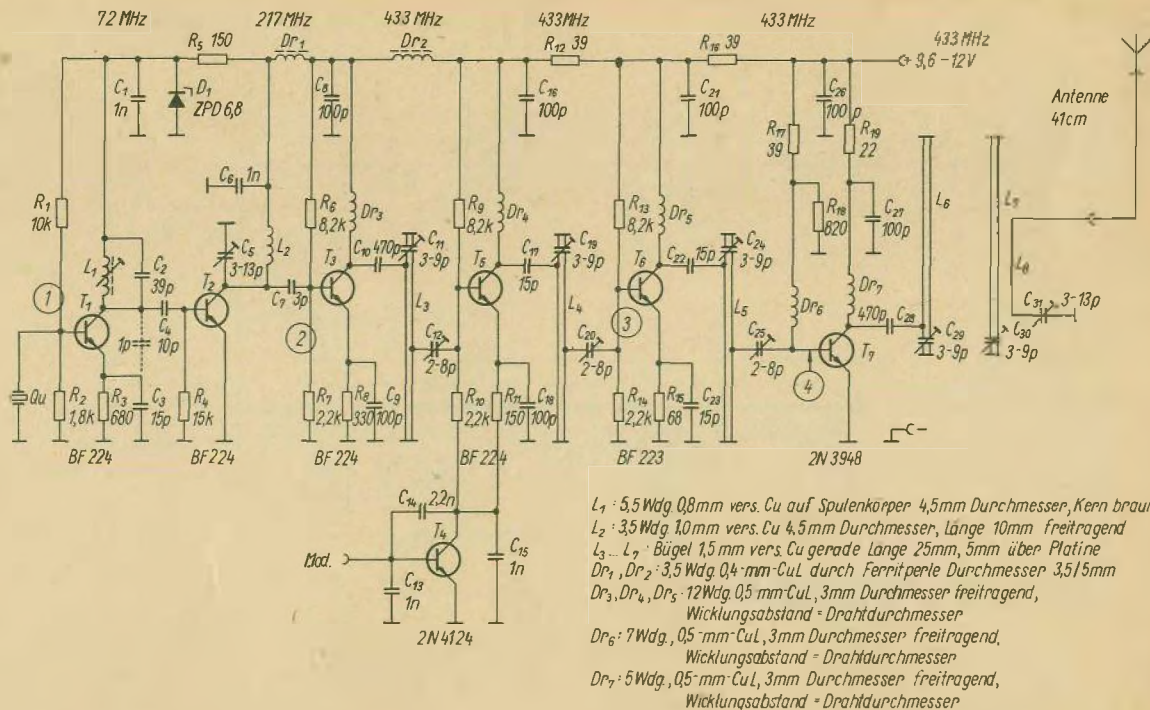 72 MHz
217 MHz
433 MHz
433 MHz
433 MHz
433 MHz
R5 150
Dr1
Dr2
R12 39
R16 39
9,6-12V
C1
1n
D1
ZPD 6,8
C8
100p
C16
100p
C21
100p
C26
100p
Antenne
41cm
R17
39
R19
22
C6 1n
R1
10k
R6
8,2k
Dr3
R9
8,2k
Dr4
R13
8,2k
Dr5
R18
820
C27
100p
L6
L1
C2
39p
C5
3-13p
L2
C10 470p
C11
3-9p
C17
15p
C19
3-9p
C22 15p
C24
3-9p
Dr6
Dr7
470p C28
L8
C31 3-13p
1
T1
C4
10p
1p
T2
C7 3p
T3
2
L3
T5
L4
T6
3
L5
T7
4
C29
3-9p
C30
3-9p
C12
2-8p
C20
2-8p
C25
2-8p
Qu
R2
1,8k
R3
680
C3
15p
R4
15k
R7
2,2k
R8
330
C9
100p
R10
2,2k
R11
150
C18
100p
R14
2,2k
R15
68
C23
15p
-
BF 224
BF 224
BF 224
BF 224
BF 223
2N 3948
C14 2,2n
Mod.
T4
C13
1n
C15
1n
2N 4124
L1 : 5,5 Wdg. 0,8mm vers. Cu auf Spulenkörper 4,5mm Durchmesser, Kern braun
L2 : 3,5 Wdg. 1,0mm vers. Cu 4,5mm Durchmesser, Länge 10mm freitragend
L3 ... L7 : Bügel 1,5mm vers. Cu gerade Länge 25mm, 5mm über Platine
Dr1, Dr2 : 3,5 Wdg. 0,4-mm-CuL durch Ferritperle Durchmesser 3,5/5mm
Dr3, Dr4, Dr5 : 12 Wdg. 0,5 mm-CuL, 3mm Durchmesser freitragend,
Wicklungsabstand = Drahtdurchmesser
Dr6 : 7 Wdg., 0,5-mm-CuL, 3mm Durchmesser freitragend,
Wicklungsabstand = Drahtdurchmesser
Dr7 : 5 Wdg., 0,5-mm-CuL, 3mm Durchmesser freitragend,
Wicklungsabstand = Drahtdurchmesser